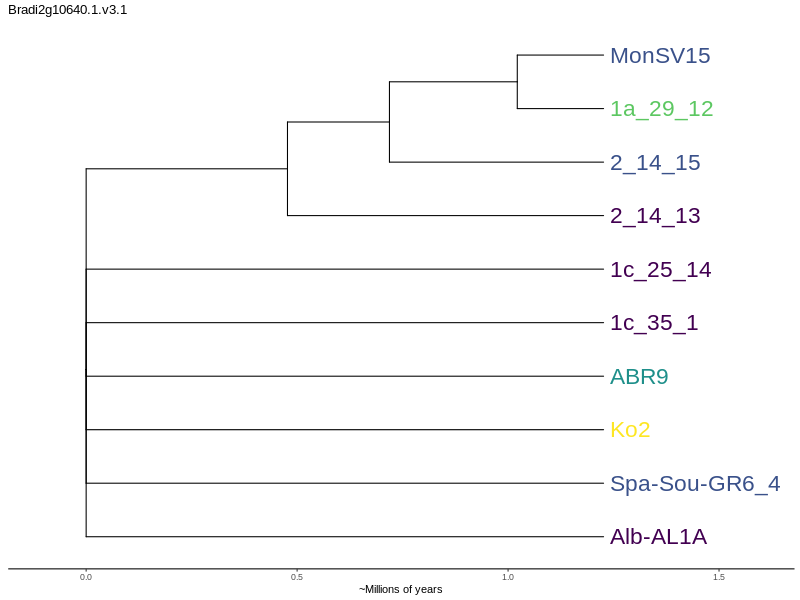 Bradi2g10640.1.v3.1
MonSV15
1a_29_12
2_14_15
2_14_13
1c_25_14
1c_35_1
ABR9
Ko2
Spa-Sou-GR6_4
Alb-AL1A
0.0 0.5 1.0 1.5
~Millions of years